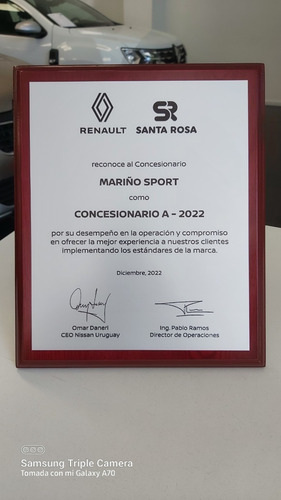 RENAULT
SR
SANTA ROSA
reconoce al Concesionario
MARIÑO SPORT
como
CONCESIONARIO A – 2022
por su desempeño en la operación y compromiso
en ofrecer la mejor experiencia a nuestros clientes
implementando los estándares de la marca.
Diciembre, 2022
Omar Daneri
CEO Nissan Uruguay
Ing. Pablo Ramos
Director de Operaciones
Samsung Triple Camera
Tomada con mi Galaxy A70